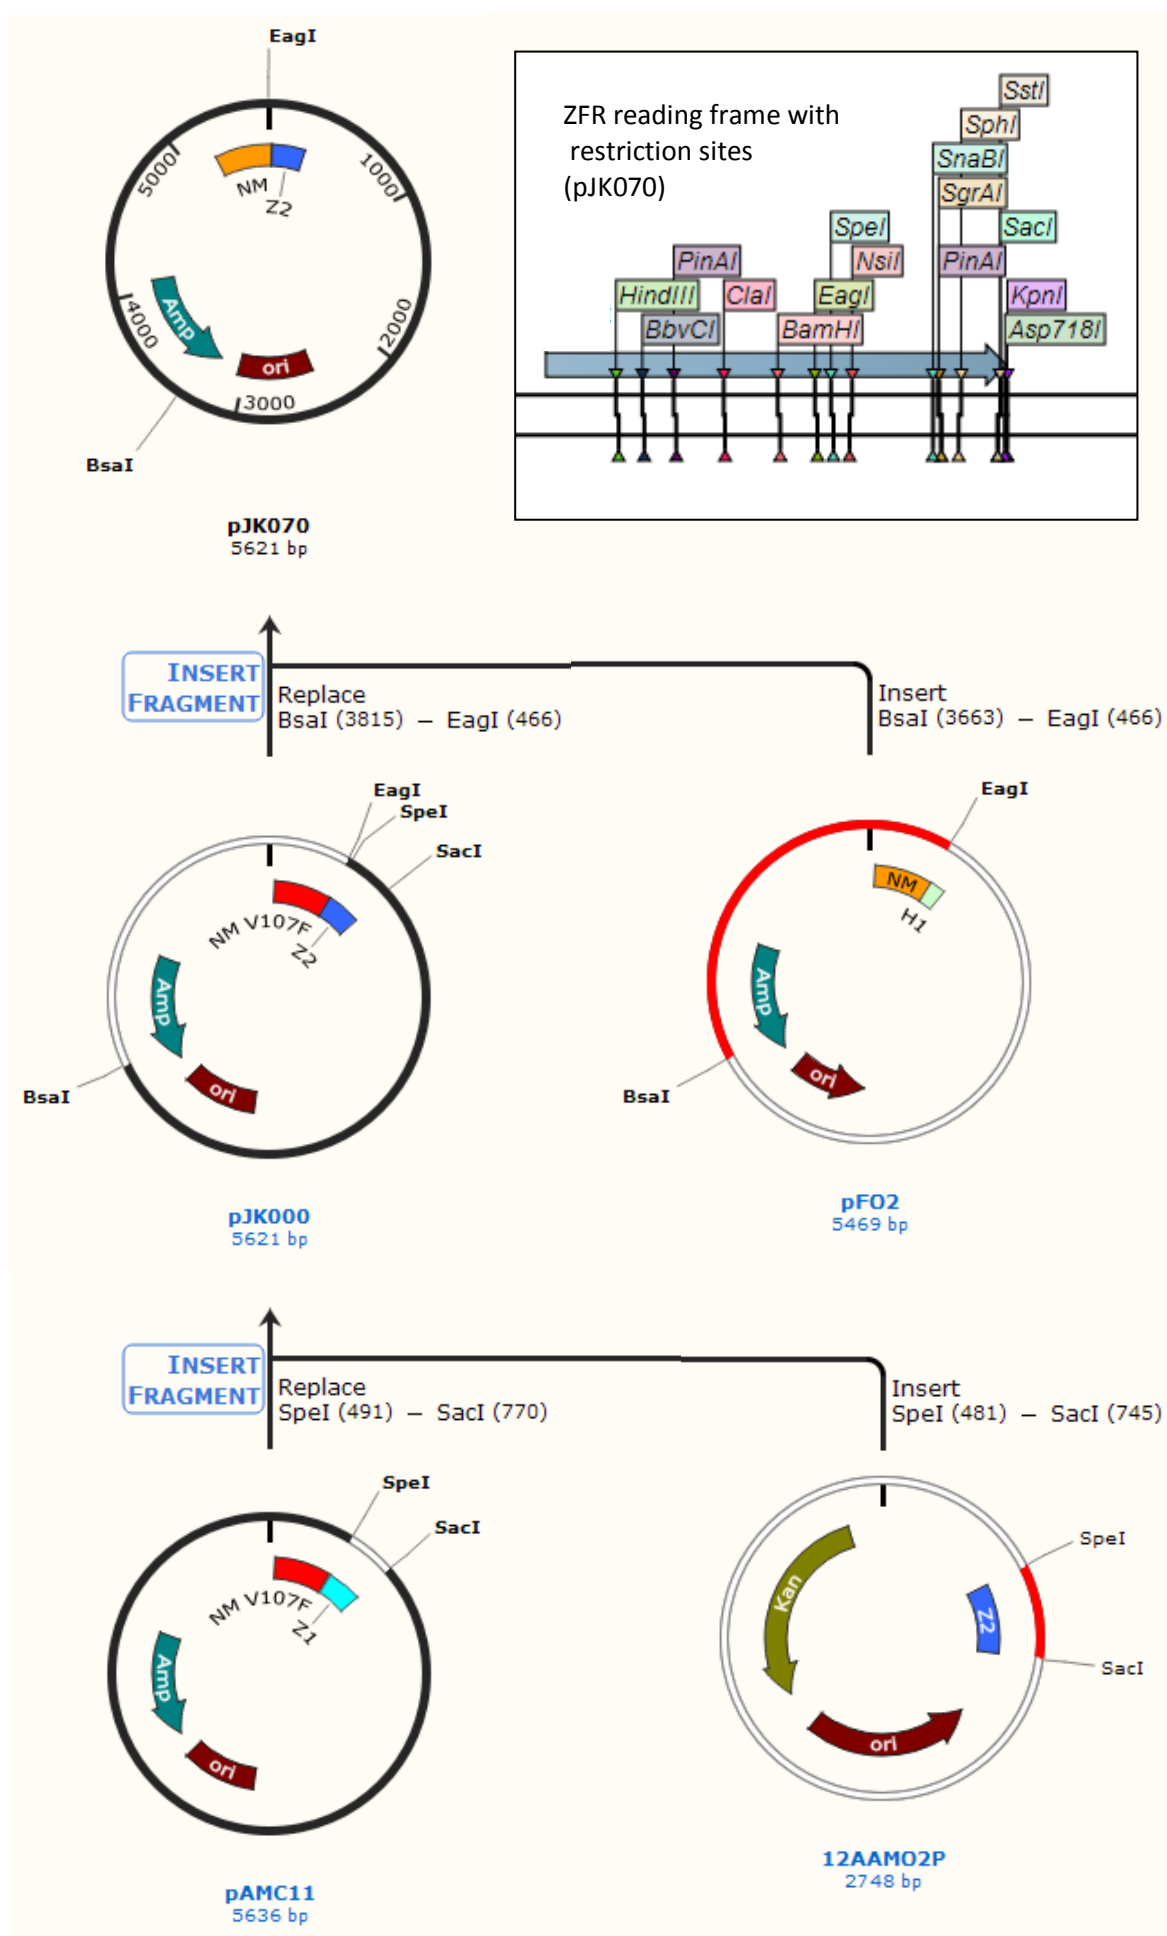 EagI
5000
1000
NM
Z2
Amp
4000
2000
ori
3000
BsaI
pJK070
5621 bp
ZFR reading frame with
restriction sites
(pJK070)
SstI
SphI
SnaBI
SgrAI
SpeI
SacI
PinAI
NsiI
PinAI
HindIII
ClaI
EagI
KpnI
BbvCI
BamHI
Asp718I
INSERT
FRAGMENT
Replace
BsaI (3815) – EagI (466)
Insert
BsaI (3663) – EagI (466)
EagI
SpeI
SacI
NM V107F
Z2
Amp
ori
BsaI
pJK000
5621 bp
EagI
NM
H1
Amp
ori
BsaI
pFO2
5469 bp
INSERT
FRAGMENT
Replace
SpeI (491) – SacI (770)
Insert
SpeI (481) – SacI (745)
SpeI
SacI
NM V107F
Z1
Amp
ori
pAMC11
5636 bp
SpeI
Kan
Z2
SacI
ori
12AAMO2P
2748 bp